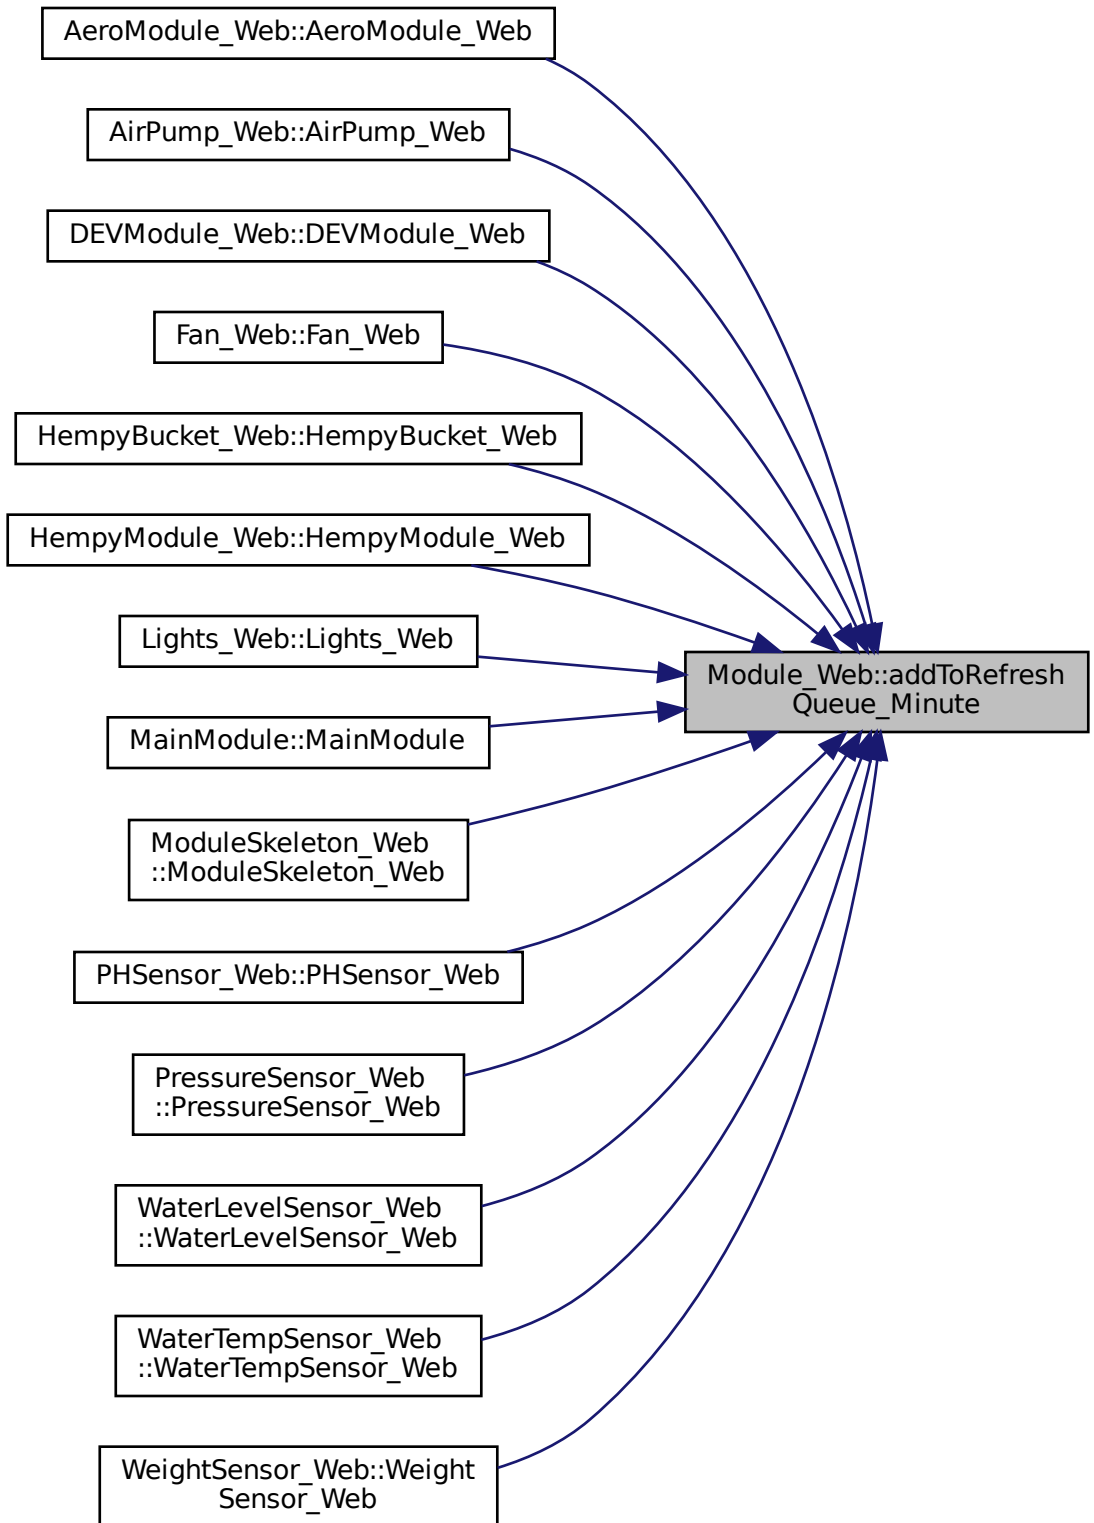 AeroModule_Web::AeroModule_Web
AirPump_Web::AirPump_Web
DEVModule_Web::DEVModule_Web
Fan_Web::Fan_Web
HempyBucket_Web::HempyBucket_Web
HempyModule_Web::HempyModule_Web
Lights_Web::Lights_Web
Module_Web::addToRefresh
Queue_Minute
MainModule::MainModule
ModuleSkeleton_Web
::ModuleSkeleton_Web
PHSensor_Web::PHSensor_Web
PressureSensor_Web
::PressureSensor_Web
WaterLevelSensor_Web
::WaterLevelSensor_Web
WaterTempSensor_Web
::WaterTempSensor_Web
WeightSensor_Web::Weight
Sensor_Web